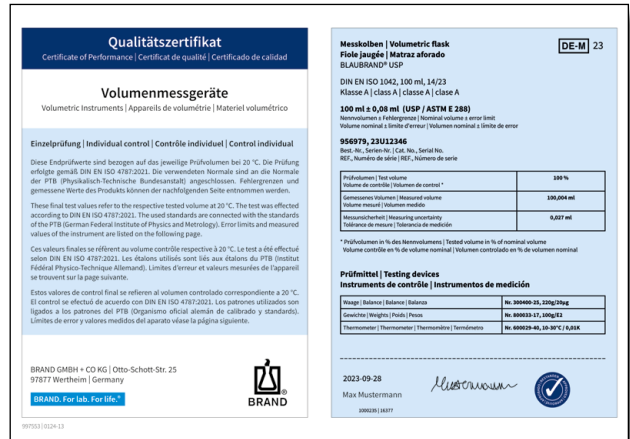 Qualitätszertifikat
Certificate of Performance | Certificat de qualité | Certificado de calidad
Volumenmessgeräte
Volumetric Instruments | Appareils de volumétrie | Materiel volumétrico
Einzelprüfung | Individual control | Contrôle individuel | Control individual
Diese Endprüfwerte sind bezogen auf das jeweilige Prüfvolumen bei 20 °C. Die Prüfung
erfolgte gemäß DIN EN ISO 4787:2021. Die verwendeten Normale sind an die Normale
der PTB (Physikalisch-Technische Bundesanstalt) angeschlossen. Fehlergrenzen und
gemessene Werte des Produkts können der nachfolgenden Seite entnommen werden.
These final test values refer to the respective tested volume at 20 °C. The test was effected
according to DIN EN ISO 4787:2021. The used standards are connected with the standards
of the PTB (German Federal Institute of Physics and Metrology). Error limits and measured
values of the instrument are listed on the following page.
Ces valeurs finales se réfèrent au volume contrôle respective à 20 °C. Le test a été effectué
selon DIN EN ISO 4787:2021. Les étalons utilisés sont liés aux étalons du PTB (Institut
Fédéral Physico-Technique Allemand). Limites d'erreur et valeurs mesurées de l'appareil
se trouvent sur la page suivante.
Estos valores de control final se refieren al volumen controlado correspondiente a 20 °C.
El control se efectuó de acuerdo con DIN EN ISO 4787:2021. Los patrones utilizados son
ligados a los patrones del PTB (Organismo oficial alemán de calibrado y standards).
Límites de error y valores medidos del aparato véase la página siguiente.
BRAND GMBH + CO KG | Otto-Schott-Str. 25
97877 Wertheim | Germany
BRAND. For lab. For life.®
BRAND®
997553 | 0124-13
Messkolben | Volumetric flask
Fiole jaugée | Matraz aforado
BLAUBRAND® USP
DE-M 23
DIN EN ISO 1042, 100 ml, 14/23
Klasse A | class A | classe A | clase A
100 ml ± 0,08 ml (USP / ASTM E 288)
Nennvolumen ± Fehlergrenze | Nominal volume ± error limit
Volume nominal ± limite d'erreur | Volumen nominal ± límite de error
956979, 23U12346
Best.-Nr., Serien-Nr. | Cat. No., Serial No.
REF., Numéro de série | REF., Número de serie
Prüfvolumen | Test volume 100 %
Volume de contrôle | Volumen de control *
Gemessenes Volumen | Measured volume 100,004 ml
Volume mesuré | Volumen medido
Messunsicherheit | Measuring uncertainty 0,027 ml
Tolérance de mesure | Tolerancia de medición
* Prüfvolumen in % des Nennvolumens | Tested volume in % of nominal volume
Volume contrôle en % de volume nominal | Volumen controlado en % de volumen nominal
Prüfmittel | Testing devices
Instruments de contrôle | Instrumentos de medición
Waage | Balance | Balance | Balanza Nr. 300400-25, 220g/20µg
Gewichte | Weights | Poids | Pesos Nr. 800033-17, 100g/E2
Thermometer | Thermometer | Thermomètre | Termómetro Nr. 600029-40, 10-30°C / 0,01K
2023-09-28
Mustermann
Max Mustermann
1000235 | 16377